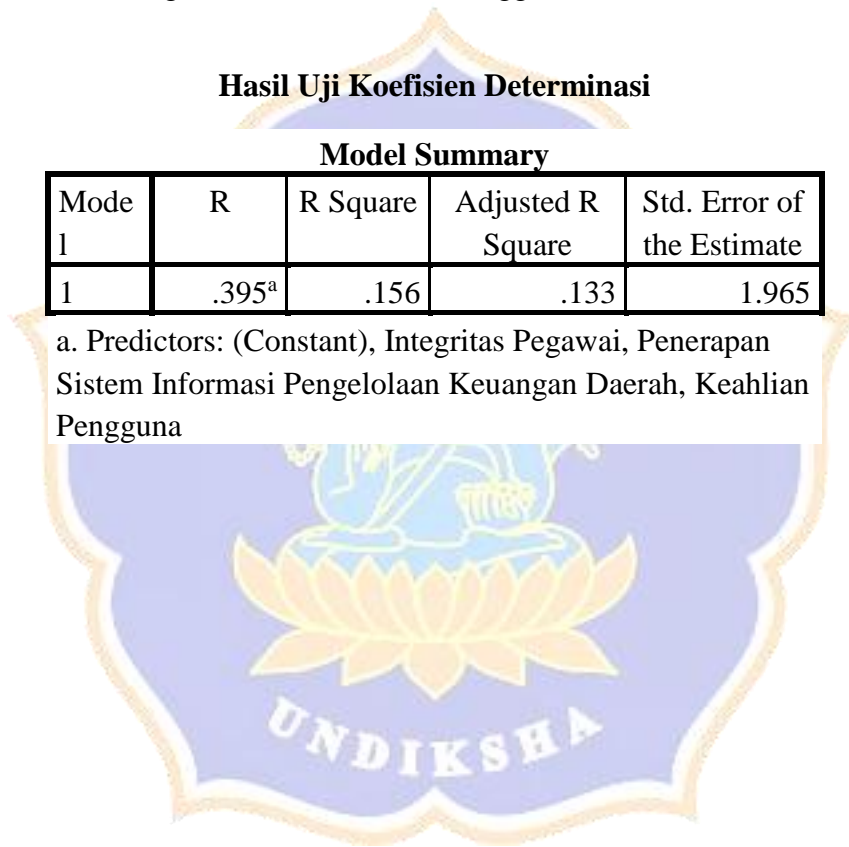 Hasil Uji Koefisien Determinasi
Model Summary
Mode R R Square Adjusted R Std. Error of
l Square the Estimate
1 .395a .156 .133 1.965
a. Predictors: (Constant), Integritas Pegawai, Penerapan
Sistem Informasi Pengelolaan Keuangan Daerah, Keahlian
Pengguna
UNDIKSHA